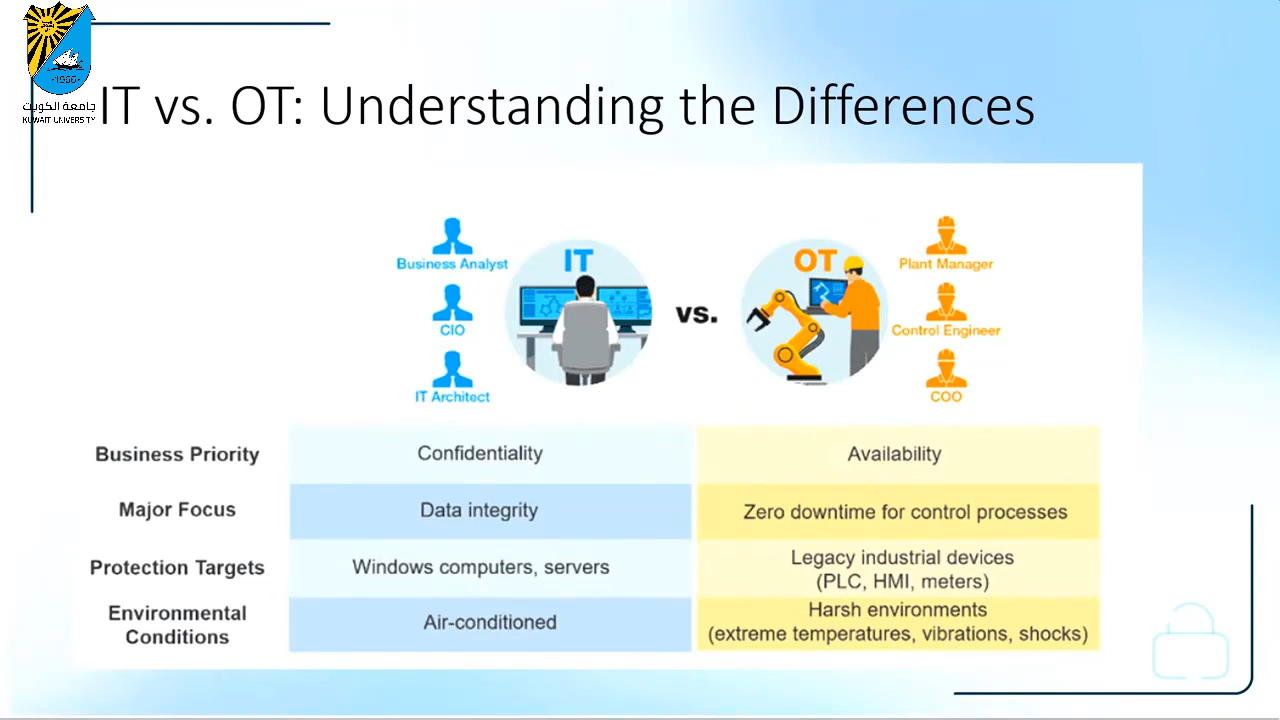 ·1966·
جامعة الكويت
KUWAIT UNIVERSITY
IT vs. OT: Understanding the Differences
Business Analyst
CIO
IT Architect
IT
vs.
OT
Plant Manager
Control Engineer
COO
Business Priority
Confidentiality
Availability
Major Focus
Data integrity
Zero downtime for control processes
Protection Targets
Windows computers, servers
Legacy industrial devices
(PLC, HMI, meters)
Environmental
Conditions
Air-conditioned
Harsh environments
(extreme temperatures, vibrations, shocks)